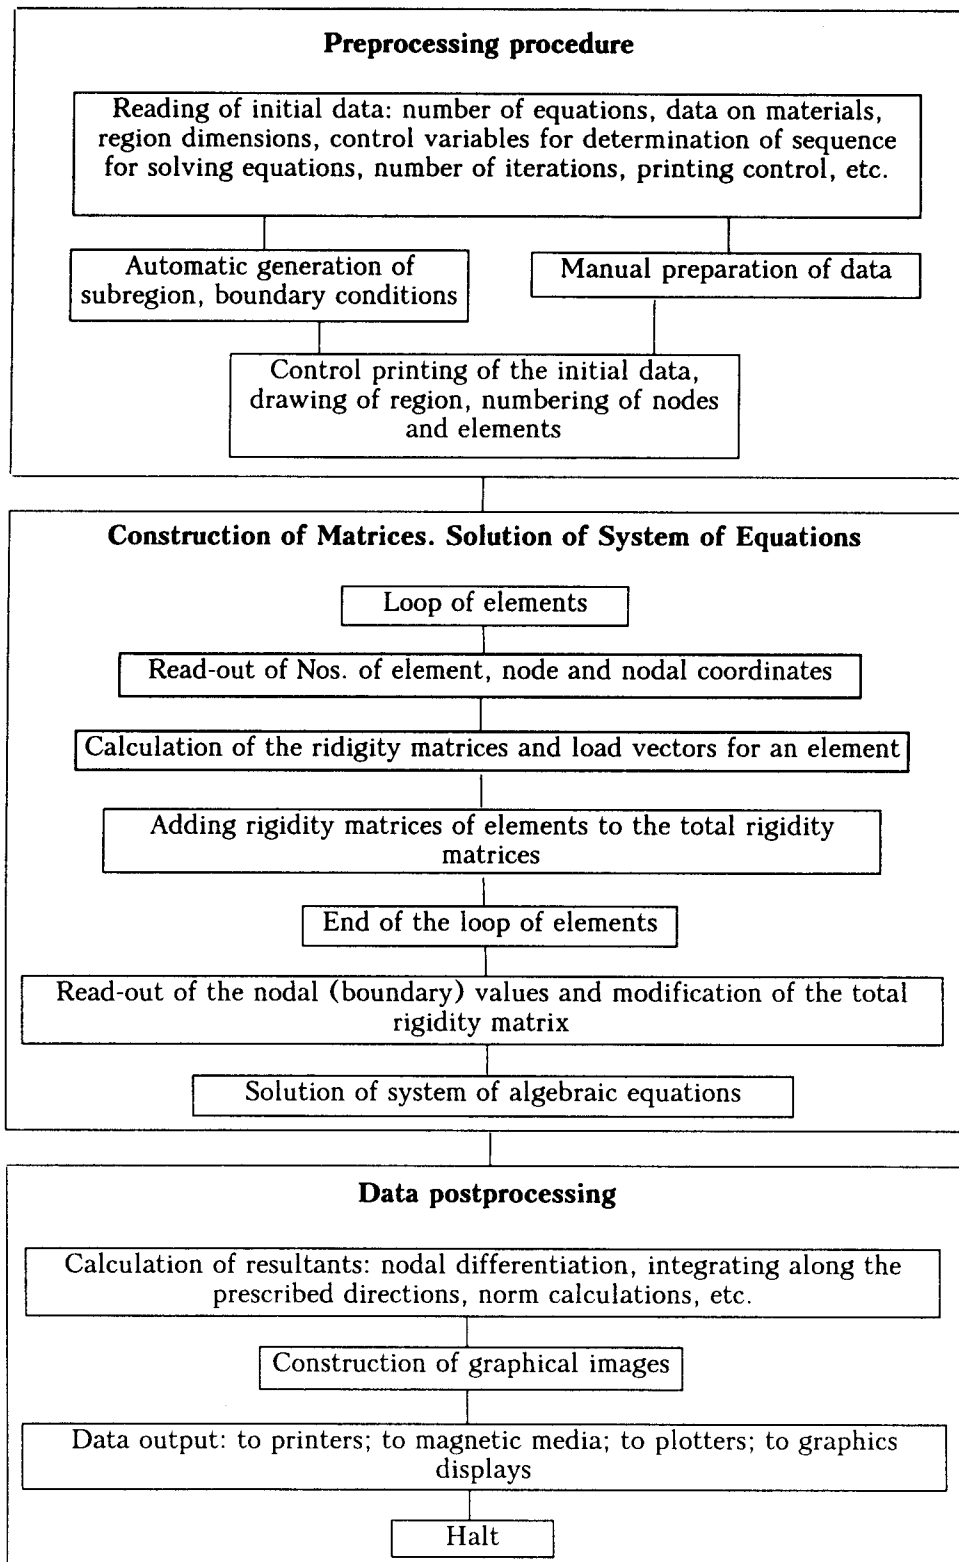 Preprocessing procedure
Reading of initial data: number of equations, data on materials,
region dimensions, control variables for determination of sequence
for solving equations, number of iterations, printing control, etc.
Automatic generation of
subregion, boundary conditions
Manual preparation of data
Control printing of the initial data,
drawing of region, numbering of nodes
and elements
Construction of Matrices. Solution of System of Equations
Loop of elements
Read-out of Nos. of element, node and nodal coordinates
Calculation of the ridigity matrices and load vectors for an element
Adding rigidity matrices of elements to the total rigidity
matrices
End of the loop of elements
Read-out of the nodal (boundary) values and modification of the total
rigidity matrix
Solution of system of algebraic equations
Data postprocessing
Calculation of resultants: nodal differentiation, integrating along the
prescribed directions, norm calculations, etc.
Construction of graphical images
Data output: to printers; to magnetic media; to plotters; to graphics
displays
Halt